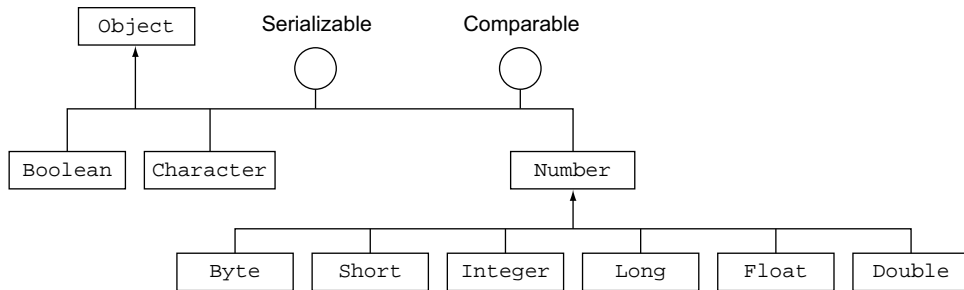 Object Serializable Comparable
Boolean Character Number
Byte Short Integer Long Float Double